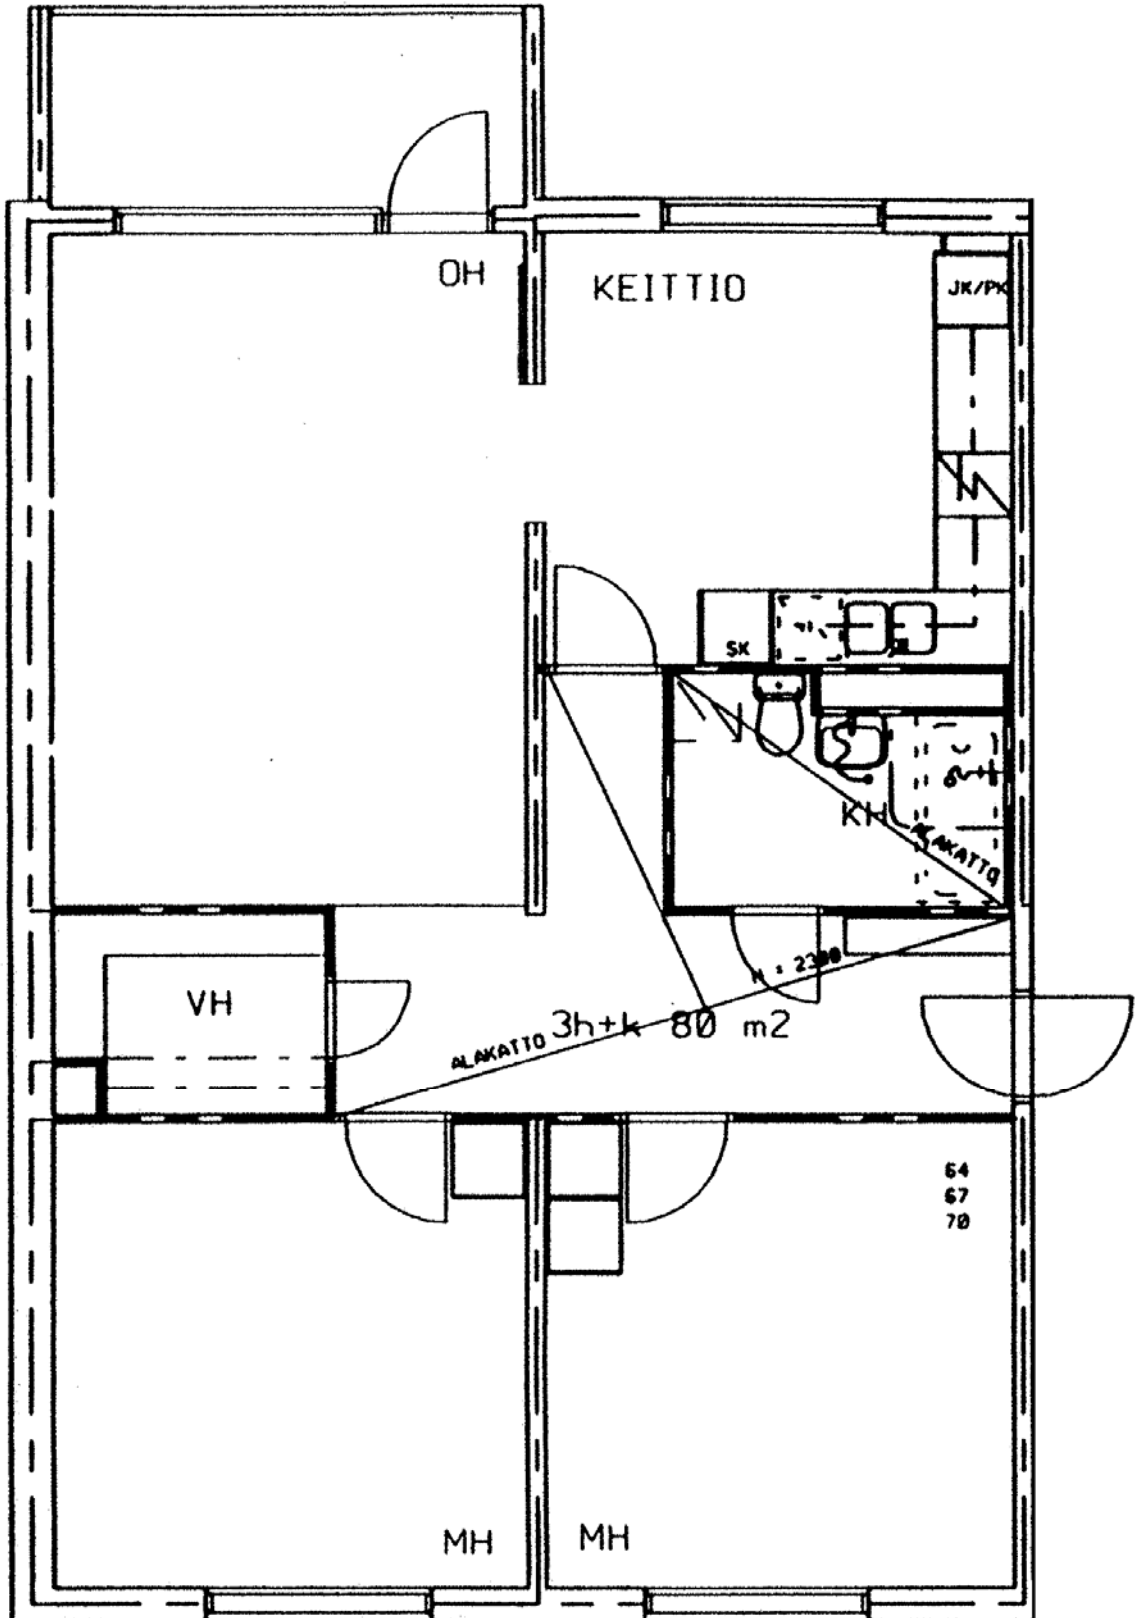 OH
KEITTIO
JK/PK
SK
KH
ALAKATTO
H : 2300
VH
3h+k 80 m2
ALAKATTO
64
67
70
MH
MH